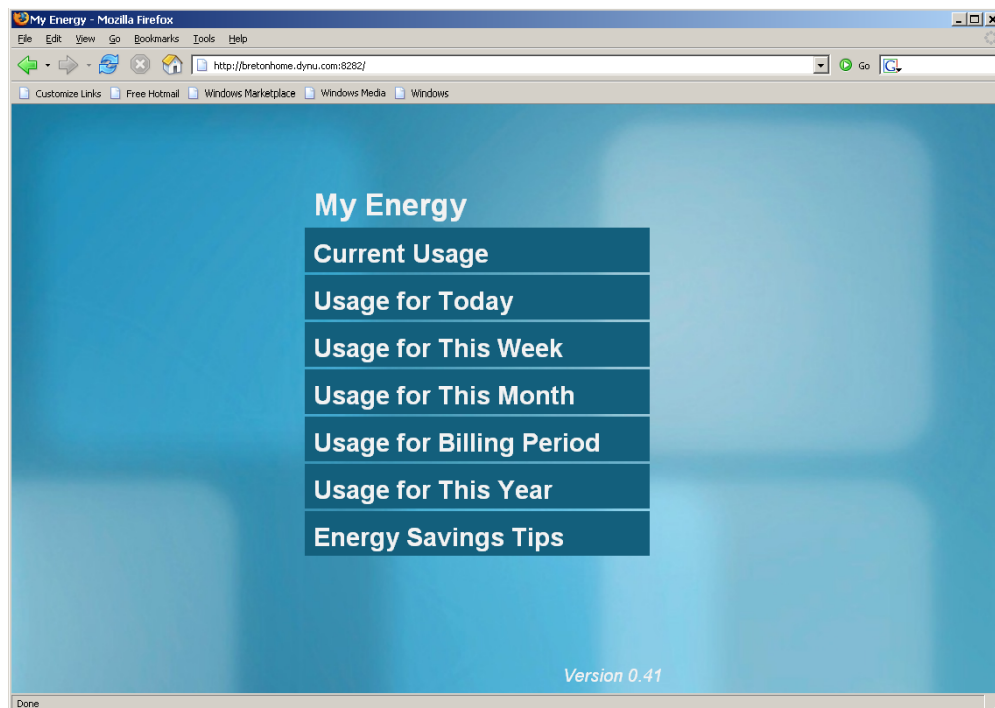 My Energy - Mozilla Firefox
File Edit View Go Bookmarks Tools Help
http://bretonhome.dynu.com:8282/ Go G
Customize Links Free Hotmail Windows Marketplace Windows Media Windows
My Energy
Current Usage
Usage for Today
Usage for This Week
Usage for This Month
Usage for Billing Period
Usage for This Year
Energy Savings Tips
Version 0.41
Done